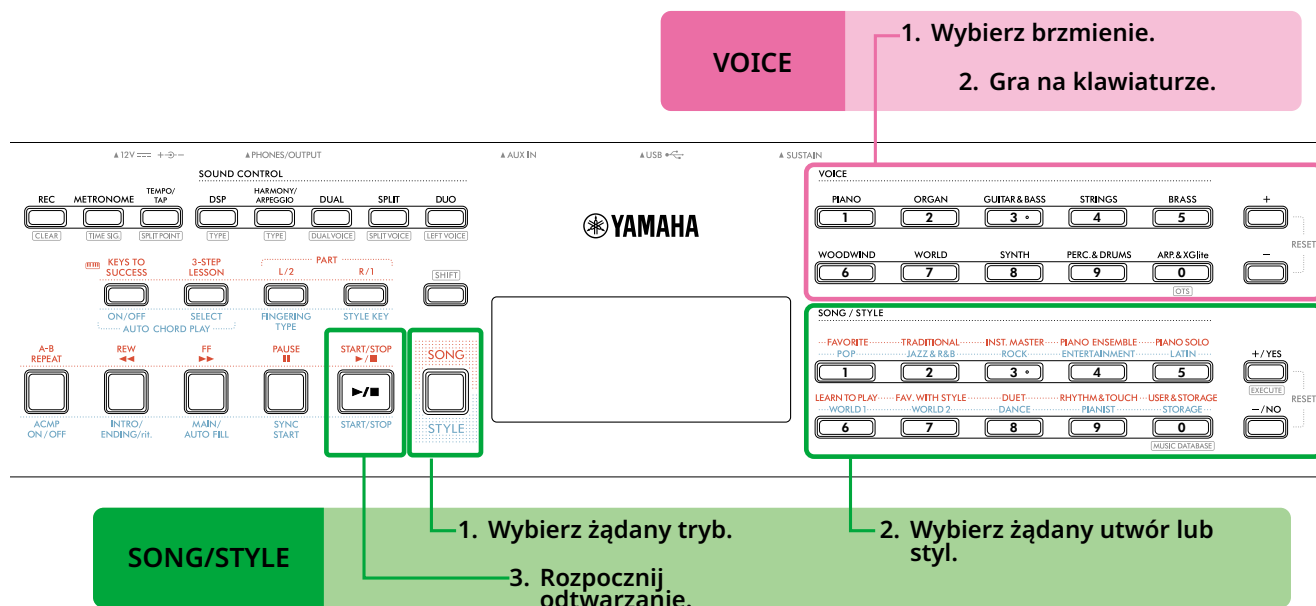 VOICE
1. Wybierz brzmienie.
2. Gra na klawiaturze.
▲12V ▲PHONES/OUTPUT ▲AUX IN ▲USB ▲SUSTAIN
SOUND CONTROL
REC METRONOME TEMPO/TAP DSP HARMONY/ARPEGGIO DUAL SPLIT DUO
CLEAR TIME SIG. SPLIT POINT TYPE TYPE DUAL VOICE SPLIT VOICE LEFT VOICE
KEYS TO SUCCESS 3-STEP LESSON PART L/2 R/1 SHIFT
ON/OFF SELECT FINGERING TYPE STYLE KEY
AUTO CHORD PLAY
A-B REPEAT REW ◀◀ FF ▶▶ PAUSE START/STOP ▶/■ SONG
▶/■
ACMP ON/OFF INTRO/ENDING/rit. MAIN/AUTO FILL SYNC START START/STOP STYLE
YAMAHA
VOICE
PIANO ORGAN GUITAR & BASS STRINGS BRASS +
1 2 3 4 5
RESET
WOODWIND WORLD SYNTH PERC. & DRUMS ARP. & XGlite −
6 7 8 9 0
OTS
SONG / STYLE
FAVORITE TRADITIONAL INST. MASTER PIANO ENSEMBLE PIANO SOLO +/YES
POP JAZZ & R&B ROCK ENTERTAINMENT LATIN
1 2 3 4 5
EXECUTE
RESET
LEARN TO PLAY FAV. WITH STYLE DUET RHYTHM & TOUCH USER & STORAGE −/NO
WORLD 1 WORLD 2 DANCE PIANIST STORAGE
6 7 8 9 0
MUSIC DATABASE
SONG/STYLE
1. Wybierz żądany tryb.
2. Wybierz żądany utwór lub
styl.
3. Rozpocznij
odtwarzanie.